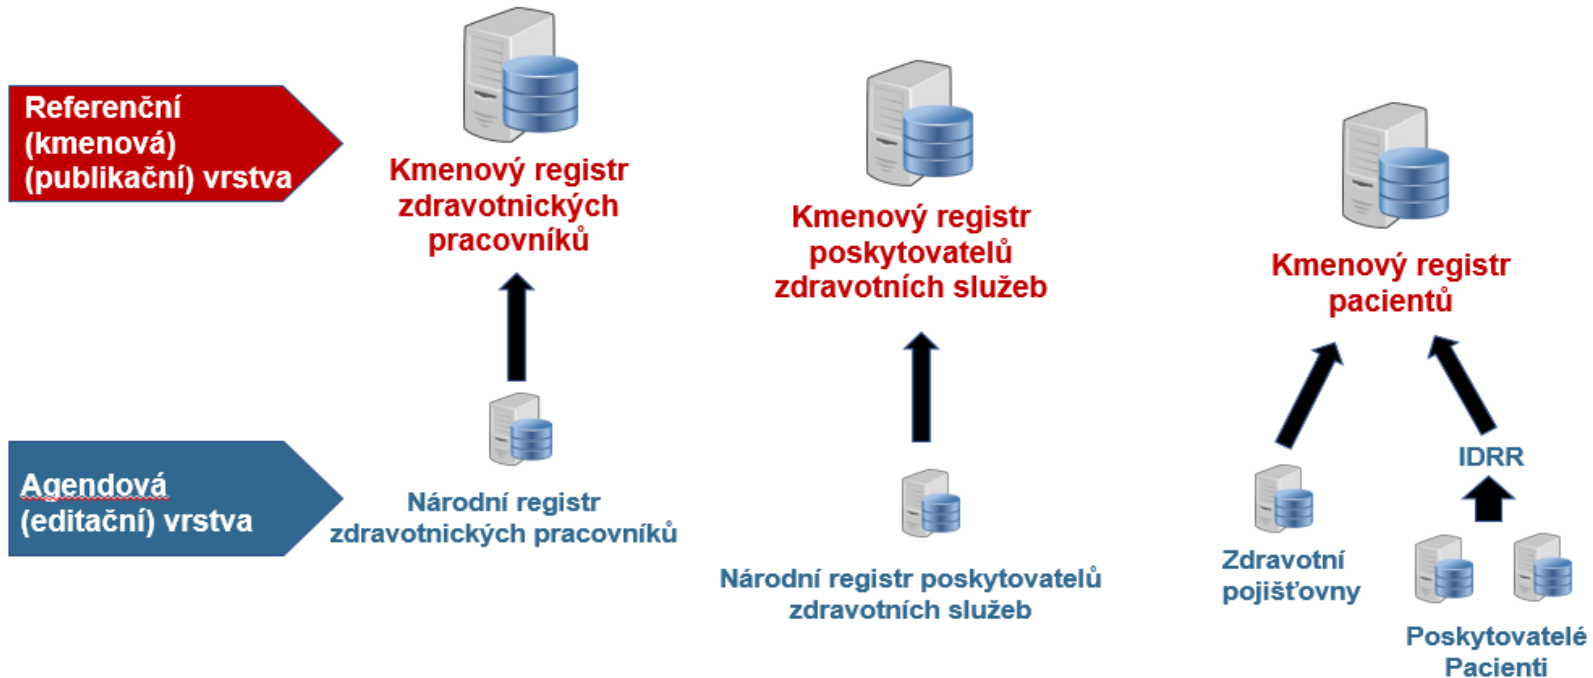 Referenční
(kmenová)
(publikační) vrstva
Kmenový registr
zdravotnických
pracovníků
Kmenový registr
poskytovatelů
zdravotních služeb
Kmenový registr
pacientů
Agendová
(editační) vrstva
Národní registr
zdravotnických pracovníků
Národní registr poskytovatelů
zdravotních služeb
Zdravotní
pojišťovny
IDRR
Poskytovatelé
Pacienti